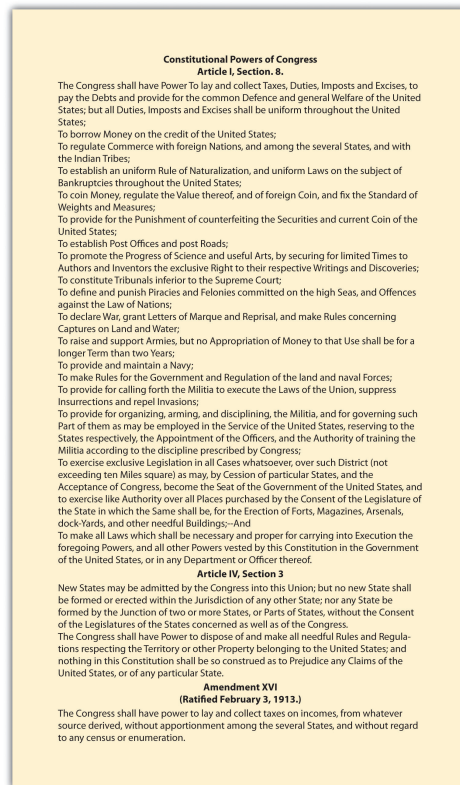 Constitutional Powers of Congress
Article I, Section. 8.
The Congress shall have Power To lay and collect Taxes, Duties, Imposts and Excises, to
pay the Debts and provide for the common Defence and general Welfare of the United
States; but all Duties, Imposts and Excises shall be uniform throughout the United
States;
To borrow Money on the credit of the United States;
To regulate Commerce with foreign Nations, and among the several States, and with
the Indian Tribes;
To establish an uniform Rule of Naturalization, and uniform Laws on the subject of
Bankruptcies throughout the United States;
To coin Money, regulate the Value thereof, and of foreign Coin, and fix the Standard of
Weights and Measures;
To provide for the Punishment of counterfeiting the Securities and current Coin of the
United States;
To establish Post Offices and post Roads;
To promote the Progress of Science and useful Arts, by securing for limited Times to
Authors and Inventors the exclusive Right to their respective Writings and Discoveries;
To constitute Tribunals inferior to the Supreme Court;
To define and punish Piracies and Felonies committed on the high Seas, and Offences
against the Law of Nations;
To declare War, grant Letters of Marque and Reprisal, and make Rules concerning
Captures on Land and Water;
To raise and support Armies, but no Appropriation of Money to that Use shall be for a
longer Term than two Years;
To provide and maintain a Navy;
To make Rules for the Government and Regulation of the land and naval Forces;
To provide for calling forth the Militia to execute the Laws of the Union, suppress
Insurrections and repel Invasions;
To provide for organizing, arming, and disciplining, the Militia, and for governing such
Part of them as may be employed in the Service of the United States, reserving to the
States respectively, the Appointment of the Officers, and the Authority of training the
Militia according to the discipline prescribed by Congress;
To exercise exclusive Legislation in all Cases whatsoever, over such District (not
exceeding ten Miles square) as may, by Cession of particular States, and the
Acceptance of Congress, become the Seat of the Government of the United States, and
to exercise like Authority over all Places purchased by the Consent of the Legislature of
the State in which the Same shall be, for the Erection of Forts, Magazines, Arsenals,
dock-Yards, and other needful Buildings;--And
To make all Laws which shall be necessary and proper for carrying into Execution the
foregoing Powers, and all other Powers vested by this Constitution in the Government
of the United States, or in any Department or Officer thereof.
Article IV, Section 3
New States may be admitted by the Congress into this Union; but no new State shall
be formed or erected within the Jurisdiction of any other State; nor any State be
formed by the Junction of two or more States, or Parts of States, without the Consent
of the Legislatures of the States concerned as well as of the Congress.
The Congress shall have Power to dispose of and make all needful Rules and Regula-
tions respecting the Territory or other Property belonging to the United States; and
nothing in this Constitution shall be so construed as to Prejudice any Claims of the
United States, or of any particular State.
Amendment XVI
(Ratified February 3, 1913.)
The Congress shall have power to lay and collect taxes on incomes, from whatever
source derived, without apportionment among the several States, and without regard
to any census or enumeration.